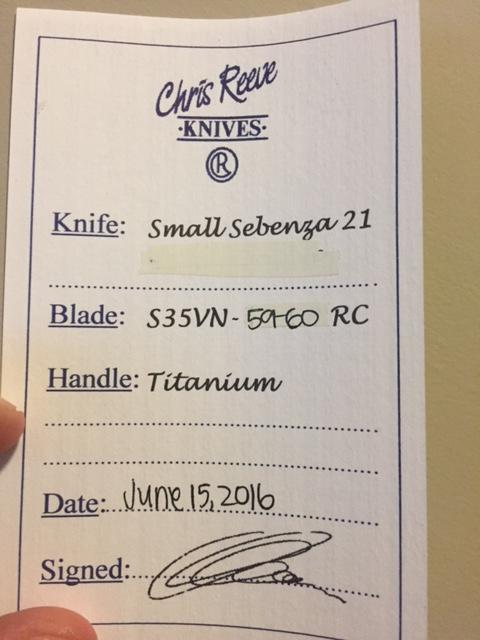 Chris Reeve
·KNIVES·
®
Knife: Small Sebenza 21
Blade: S35VN- 59-60 RC
Handle: Titanium
Date: June 15, 2016
Signed: